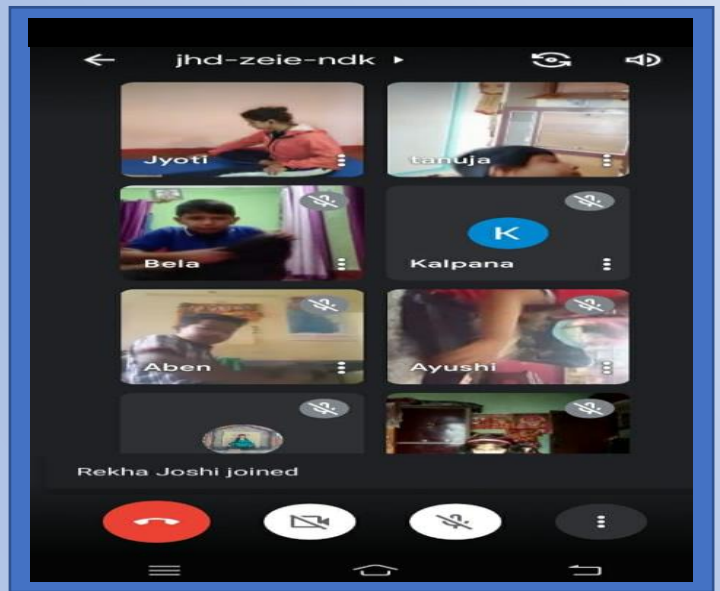 jhd-zeie-ndk
Jyoti
tanuja
Bela
K
Kalpana
Aben
Ayushi
Rekha Joshi joined